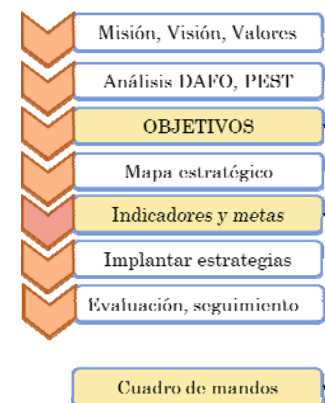 Misión, Visión, Valores
Análisis DAFO, PEST
OBJETIVOS
Mapa estratégico
Indicadores y metas
Implantar estrategias
Evaluación, seguimiento
Cuadro de mandos